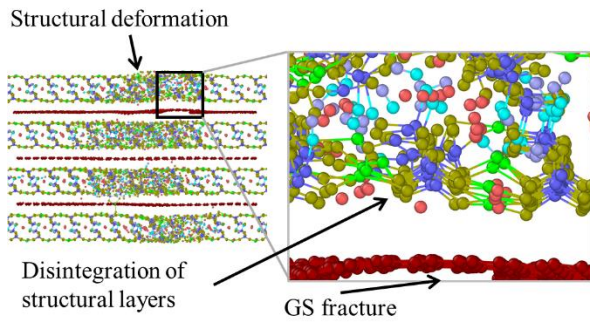 Structural deformation
Disintegration of
structural layers
GS fracture